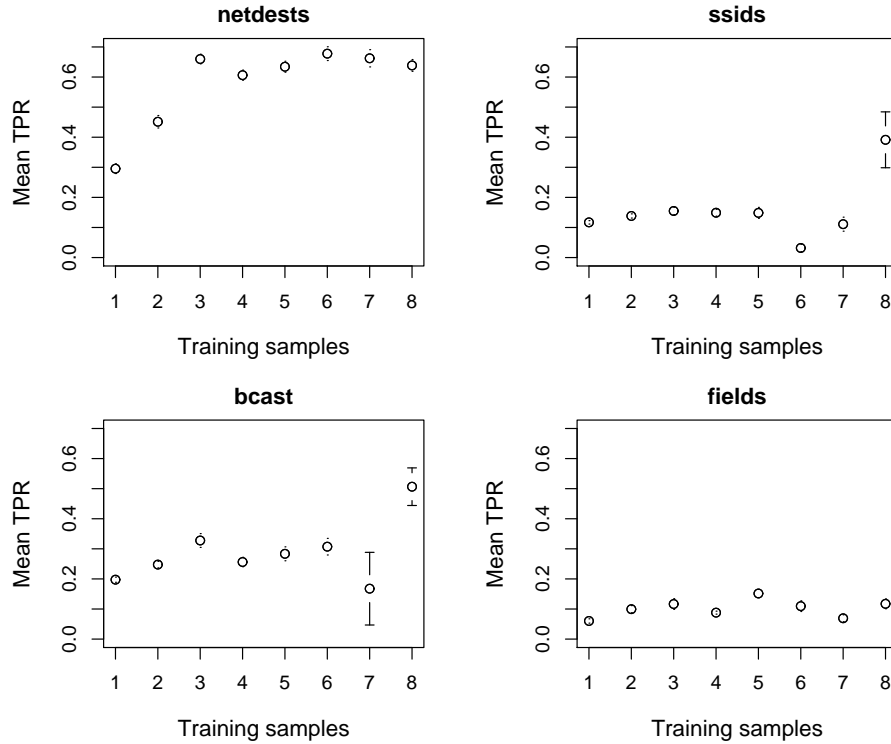 netdests
Mean TPR
0.6
0.4
0.2
0.0
1 2 3 4 5 6 7 8
Training samples
ssids
Mean TPR
0.6
0.4
0.2
0.0
1 2 3 4 5 6 7 8
Training samples
bcast
Mean TPR
0.6
0.4
0.2
0.0
1 2 3 4 5 6 7 8
Training samples
fields
Mean TPR
0.6
0.4
0.2
0.0
1 2 3 4 5 6 7 8
Training samples